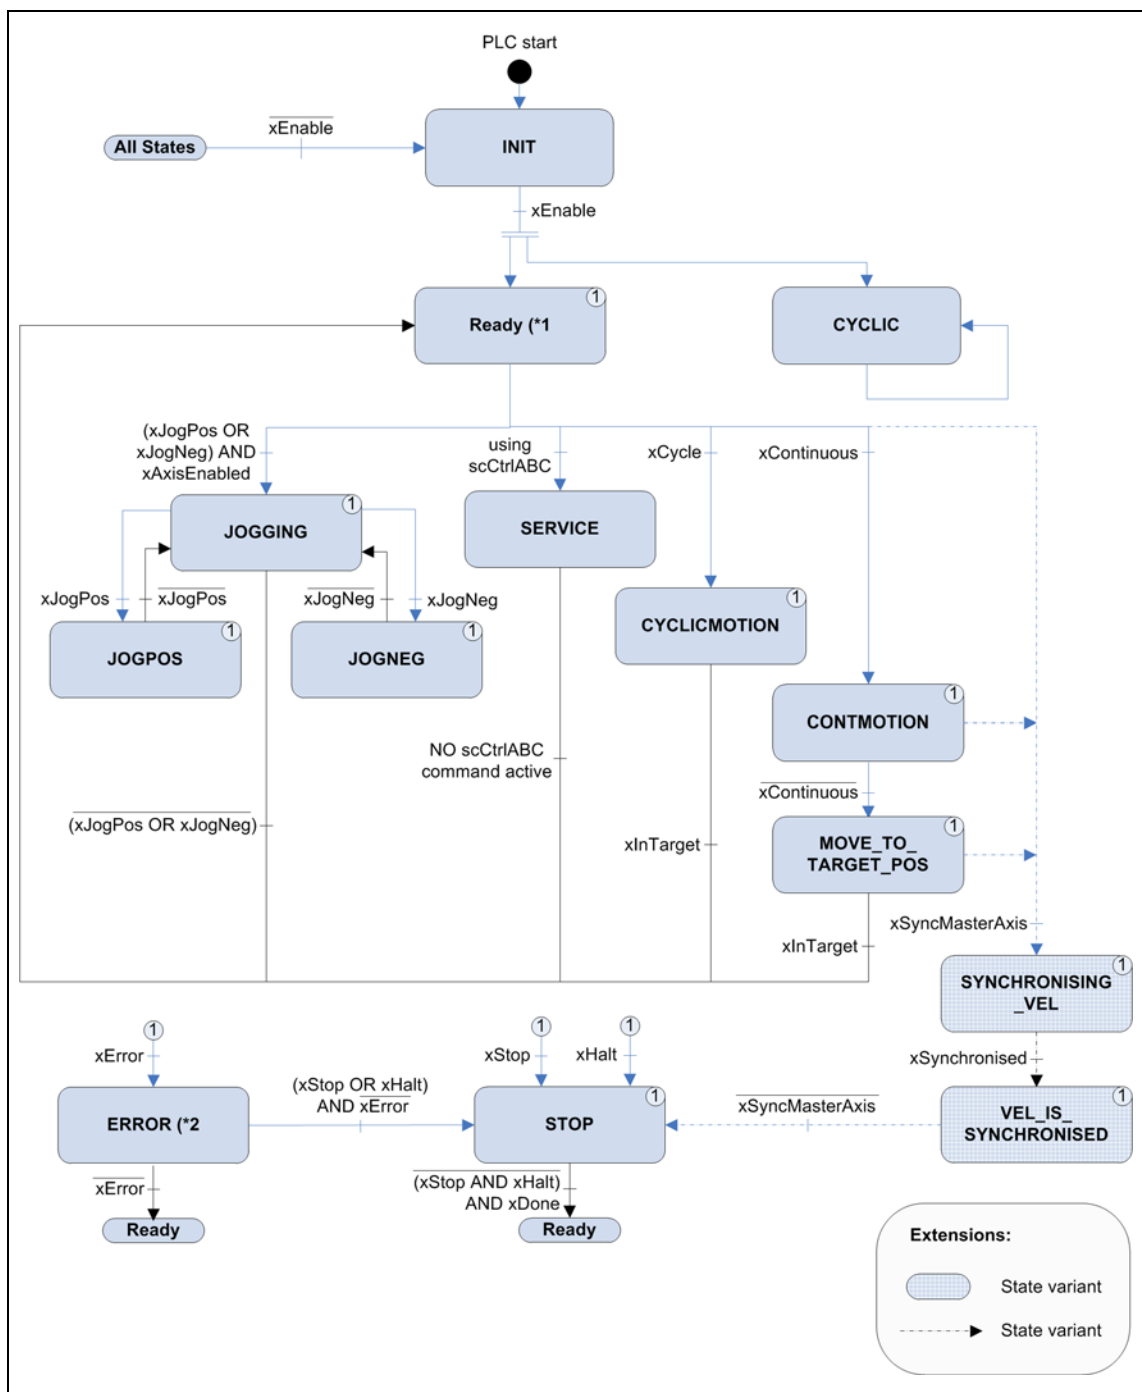 PLC start
xEnable
All States
INIT
xEnable
1
Ready (*1
CYCLIC
(xJogPos OR
xJogNeg) AND
xAxisEnabled
using
scCtrlABC
xCycle
xContinuous
1
JOGGING
SERVICE
xJogPos
xJogPos
xJogNeg
xJogNeg
1
JOGPOS
1
JOGNEG
1
CYCLICMOTION
1
CONTMOTION
NO scCtrlABC
command active
xContinuous
(xJogPos OR xJogNeg)
xInTarget
1
MOVE_TO_
TARGET_POS
xSyncMasterAxis
xInTarget
1
SYNCHRONISING
_VEL
1
xError
1
xStop
1
xHalt
xSynchronised
(xStop OR xHalt)
AND xError
ERROR (*2
1
STOP
xSyncMasterAxis
1
VEL_IS_
SYNCHRONISED
xError
Ready
(xStop AND xHalt)
AND xDone
Ready
Extensions:
State variant
State variant